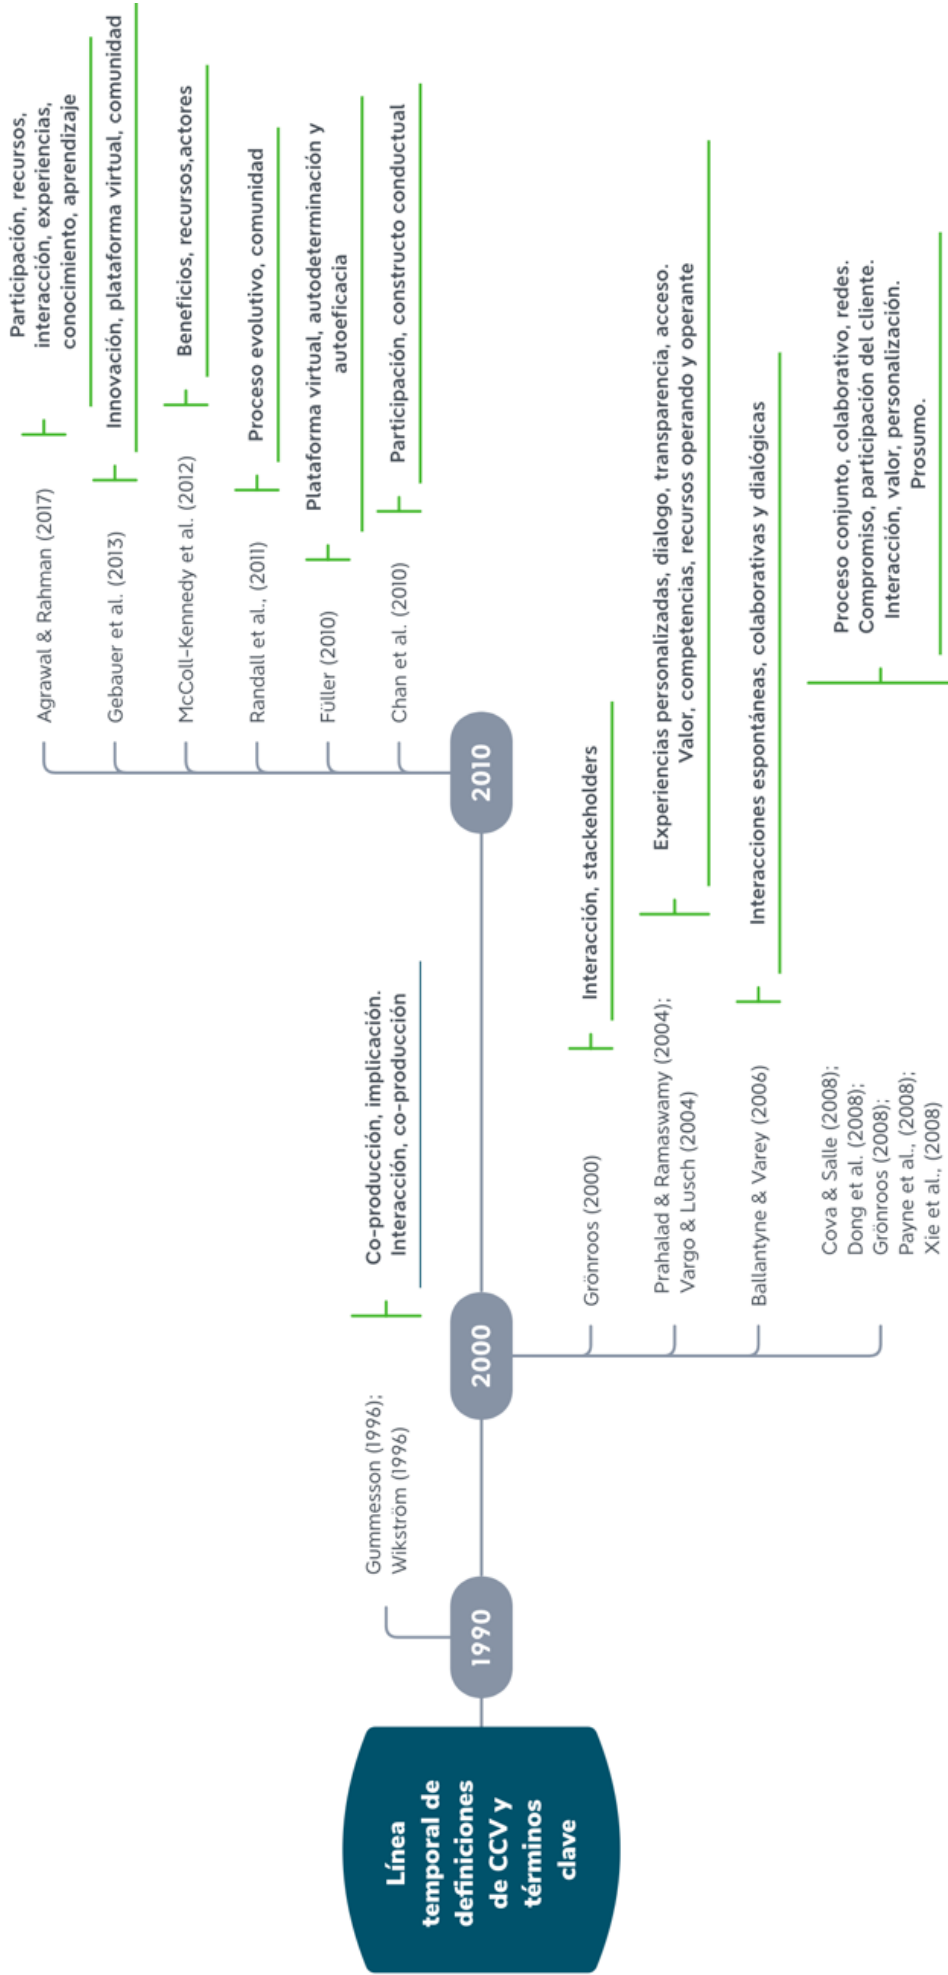 Línea
temporal de
definiciones
de CCV y
términos
clave
1990
Gummesson (1996);
Wikström (1996)
Co-producción, implicación.
Interacción, co-producción
2000
Grönroos (2000)
Interacción, stackeholders
Prahalad & Ramaswamy (2004);
Vargo & Lusch (2004)
Experiencias personalizadas, dialogo, transparencia, acceso.
Valor, competencias, recursos operando y operante
Ballantyne & Varey (2006)
Interacciones espontáneas, colaborativas y dialógicas
Cova & Salle (2008);
Dong et al. (2008);
Grönroos (2008);
Payne et al., (2008);
Xie et al., (2008)
Proceso conjunto, colaborativo, redes.
Compromiso, participación del cliente.
Interacción, valor, personalización.
Prosumo.
2010
Agrawal & Rahman (2017)
Participación, recursos,
interacción, experiencias,
conocimiento, aprendizaje
Gebauer et al. (2013)
Innovación, plataforma virtual, comunidad
McColl-Kennedy et al. (2012)
Beneficios, recursos,actores
Randall et al., (2011)
Proceso evolutivo, comunidad
Füller (2010)
Plataforma virtual, autodeterminación y
autoeficacia
Chan et al. (2010)
Participación, constructo conductual